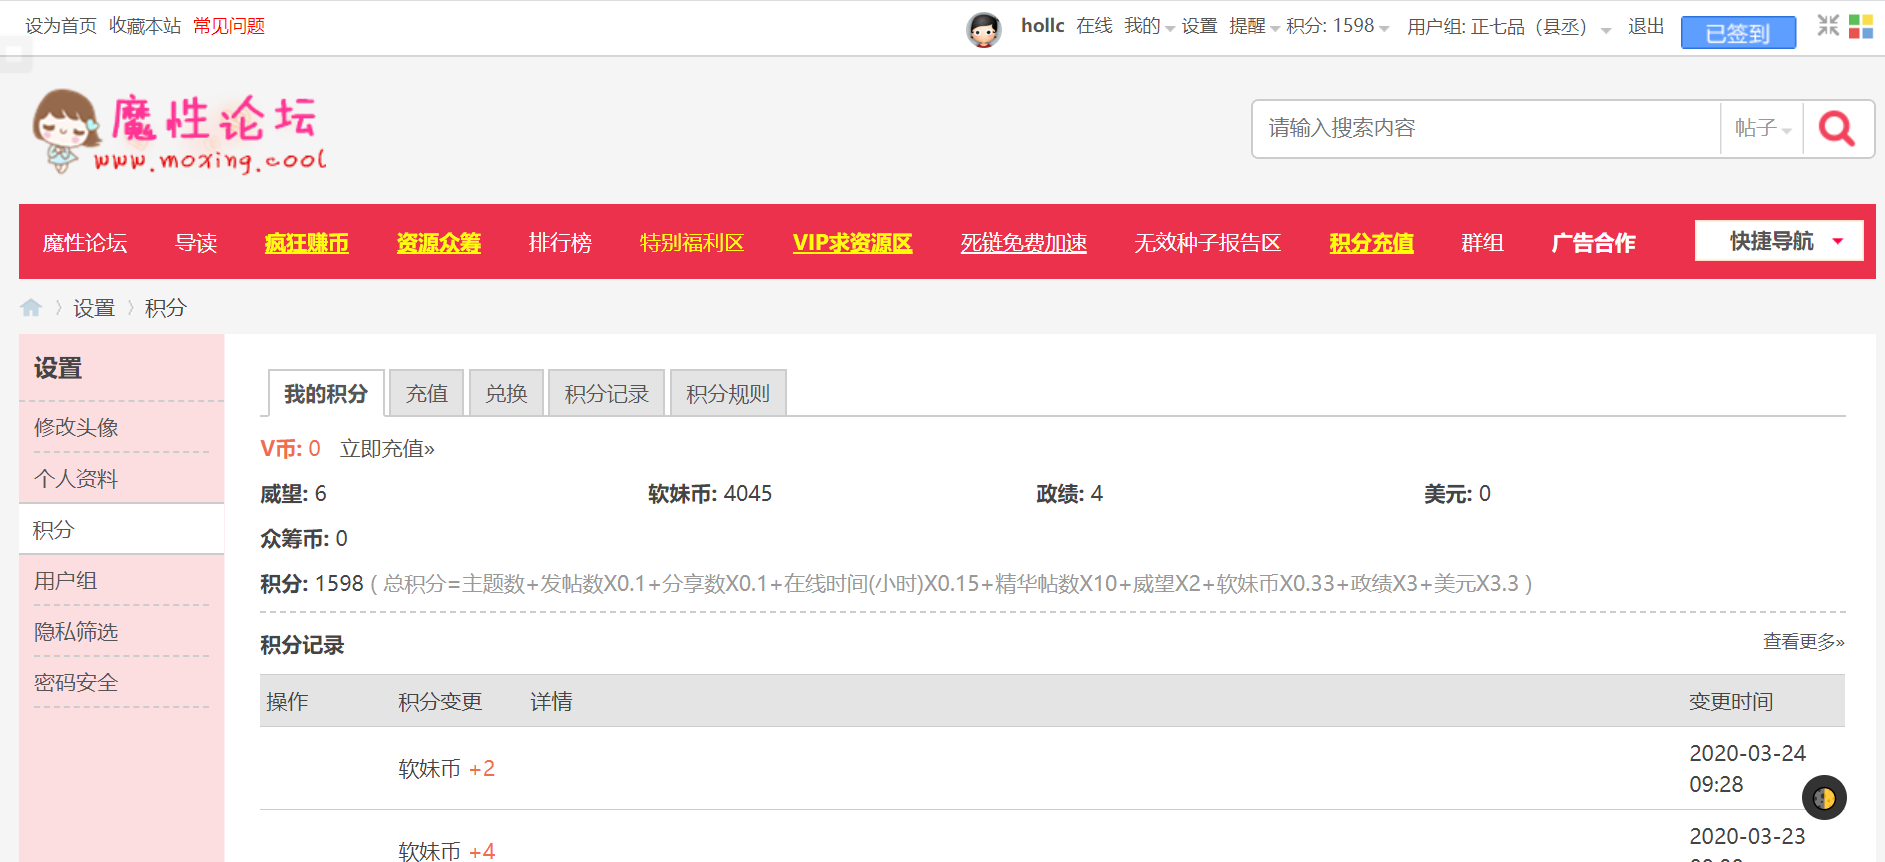 设为首页 收藏本站 常见问题
hollc 在线 我的 设置 提醒 积分: 1598 用户组: 正七品（县丞） 退出 已签到
魔性论坛
www.moxing.cool
请输入搜索内容 帖子
魔性论坛 导读 疯狂赚币 资源众筹 排行榜 特别福利区 VIP求资源区 死链免费加速 无效种子报告区 积分充值 群组 广告合作 快捷导航
设置 积分
设置
修改头像
个人资料
积分
用户组
隐私筛选
密码安全
我的积分 充值 兑换 积分记录 积分规则
V币: 0 立即充值»
威望: 6 软妹币: 4045 政绩: 4 美元: 0
众筹币: 0
积分: 1598 ( 总积分=主题数+发帖数X0.1+分享数X0.1+在线时间(小时)X0.15+精华帖数X10+威望X2+软妹币X0.33+政绩X3+美元X3.3 )
积分记录 查看更多»
操作 积分变更 详情 变更时间
软妹币 +2 2020-03-24
09:28
软妹币 +4 2020-03-23